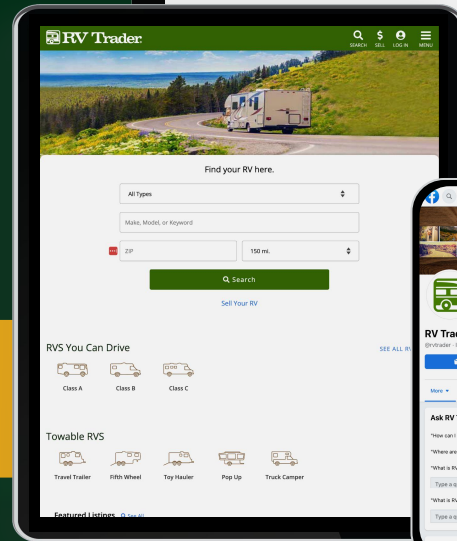 RV Trader
SEARCH SELL LOG IN MENU
Find your RV here.
All Types
Make, Model, or Keyword
ZIP 150 mi.
Search
Sell Your RV
RVS You Can Drive
SEE ALL
Class A Class B Class C
Towable RVS
Travel Trailer Fifth Wheel Toy Hauler Pop Up Truck Camper
Featured Listings See All
RV Trad
@rvtrader
More
Ask RV
"How can I
"Where are
"What is RV
Type a q
"What is RV
Type a q